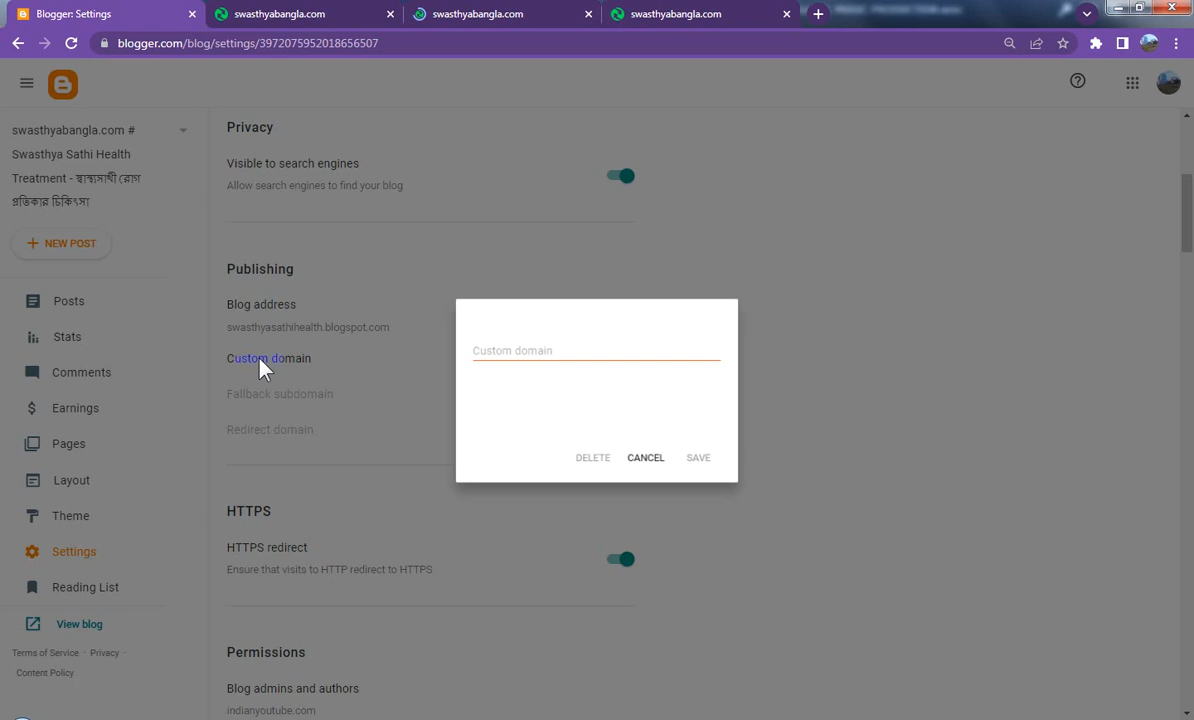 Blogger: Settings
swasthyabangla.com
swasthyabangla.com
swasthyabangla.com
blogger.com/blog/settings/3972075952018656507
swasthyabangla.com #
Swasthya Sathi Health
Treatment - স্বাস্থ্যসাথী রোগ
প্রতিকার চিকিৎসা
NEW POST
Posts
Stats
Comments
Earnings
Pages
Layout
Theme
Settings
Reading List
View blog
Terms of Service · Privacy ·
Content Policy
Privacy
Visible to search engines
Allow search engines to find your blog
Publishing
Blog address
swasthyasathihealth.blogspot.com
Custom domain
Fallback subdomain
Redirect domain
HTTPS
HTTPS redirect
Ensure that visits to HTTP redirect to HTTPS
Permissions
Blog admins and authors
indianyoutube.com
Custom domain
DELETE CANCEL SAVE